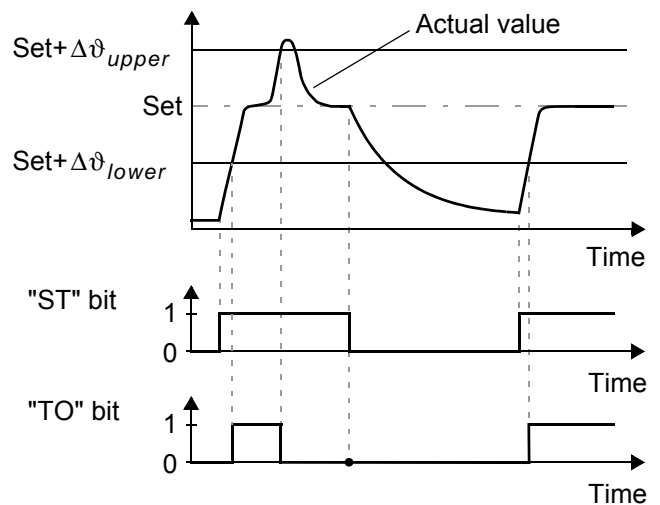 Actual value
Set+Δϑupper
Set
Set+Δϑlower
Time
"ST" bit
1
0
Time
"TO" bit
1
0
Time